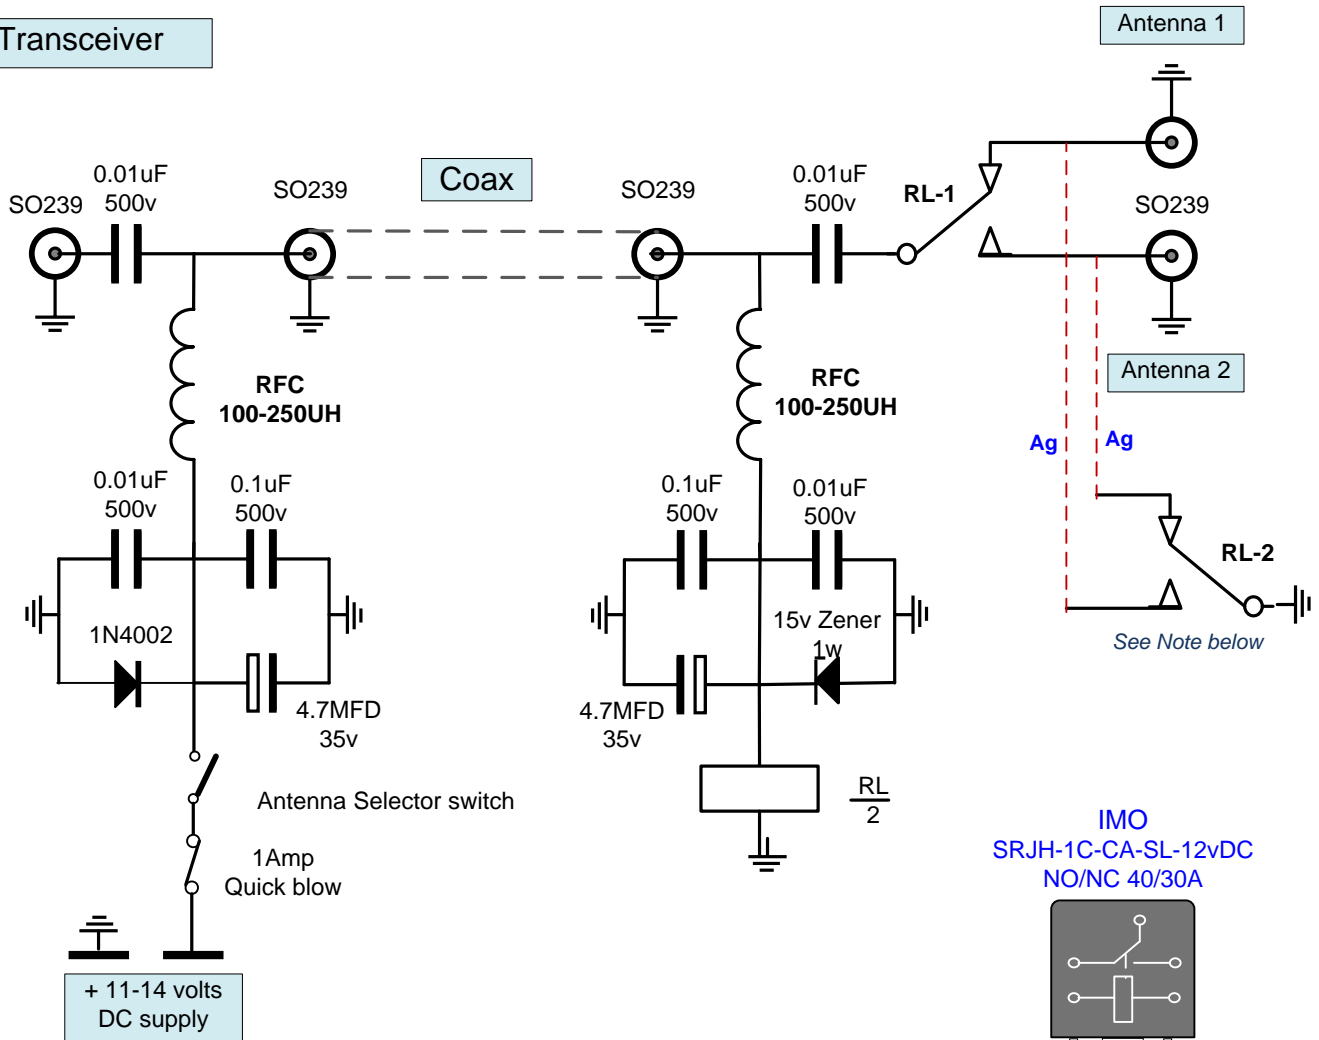 Transceiver
Antenna 1
0.01uF
500v
SO239
SO239
Coax
SO239
0.01uF
500v
RL-1
SO239
RFC
100-250UH
RFC
100-250UH
Antenna 2
Ag
Ag
0.01uF
500v
0.1uF
500v
0.1uF
500v
0.01uF
500v
RL-2
1N4002
15v Zener
1w
See Note below
4.7MFD
35v
4.7MFD
35v
Antenna Selector switch
RL
2
1Amp
Quick blow
IMO
SRJH-1C-CA-SL-12vDC
NO/NC 40/30A
+ 11-14 volts
DC supply